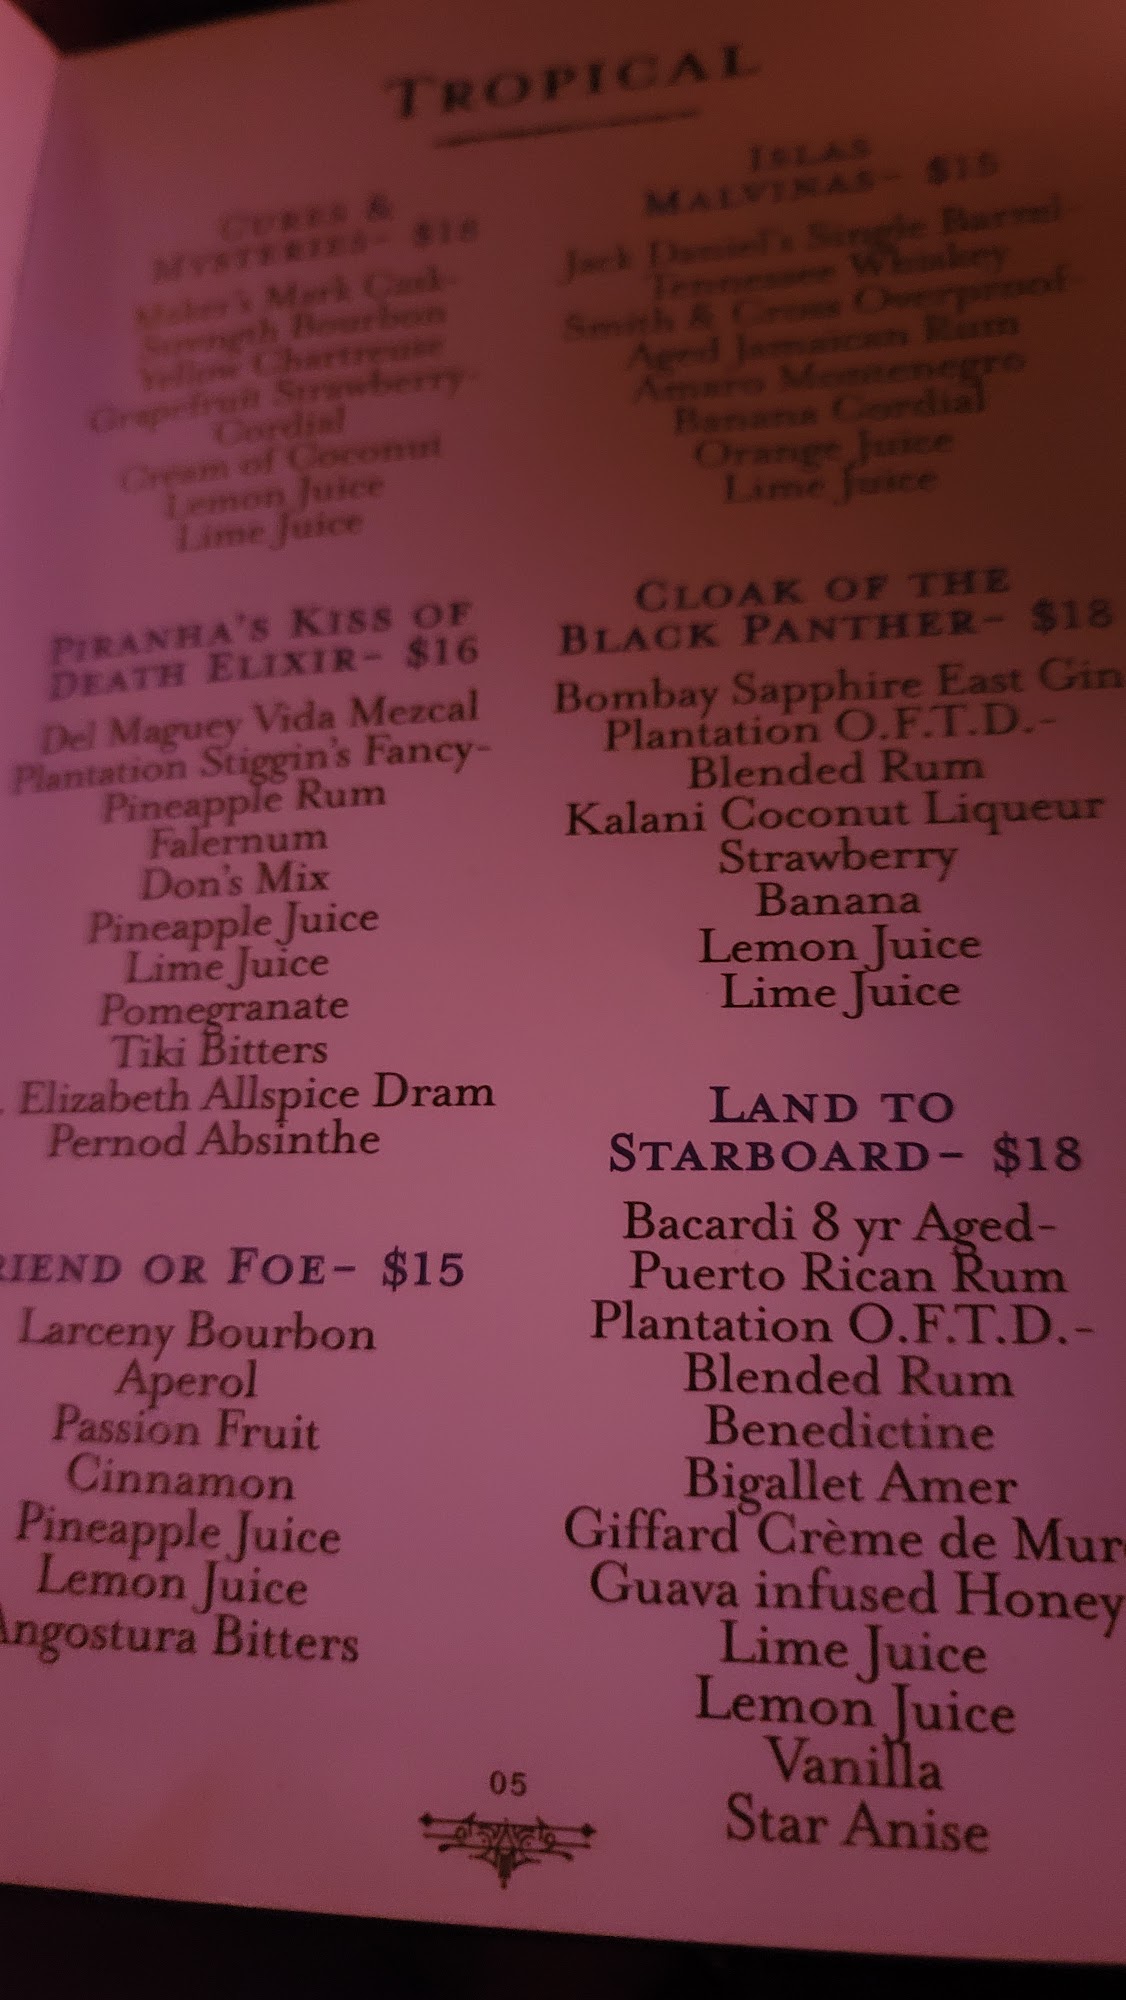 TROPICAL
CURES &
MYSTERIES- $18
Maker's Mark Cask-
Strength Bourbon
Yellow Chartreuse
Grapefruit Strawberry-
Cordial
Cream of Coconut
Lemon Juice
Lime Juice
PIRANHA'S KISS OF
DEATH ELIXIR- $16
Del Maguey Vida Mezcal
Plantation Stiggin's Fancy-
Pineapple Rum
Falernum
Don's Mix
Pineapple Juice
Lime Juice
Pomegranate
Tiki Bitters
. Elizabeth Allspice Dram
Pernod Absinthe
RIEND OR FOE- $15
Larceny Bourbon
Aperol
Passion Fruit
Cinnamon
Pineapple Juice
Lemon Juice
Angostura Bitters
ISLAS
MALVINAS- $15
Jack Daniel's Single Barrel-
Tennessee Whiskey
Smith & Cross Overproof-
Aged Jamaican Rum
Amaro Montenegro
Banana Cordial
Orange Juice
Lime Juice
CLOAK OF THE
BLACK PANTHER- $18
Bombay Sapphire East Gin
Plantation O.F.T.D.-
Blended Rum
Kalani Coconut Liqueur
Strawberry
Banana
Lemon Juice
Lime Juice
LAND TO
STARBOARD- $18
Bacardi 8 yr Aged-
Puerto Rican Rum
Plantation O.F.T.D.-
Blended Rum
Benedictine
Bigallet Amer
Giffard Crème de Mur
Guava infused Honey
Lime Juice
Lemon Juice
Vanilla
Star Anise
05